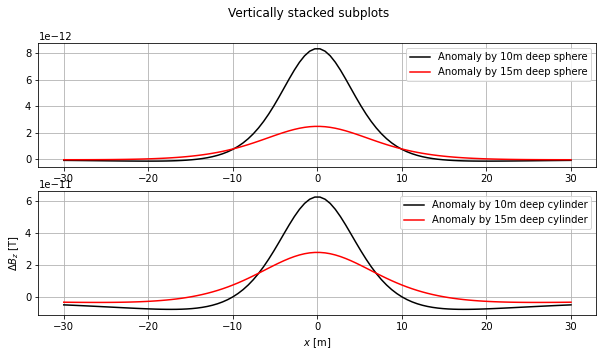 Vertically stacked subplots
1e−12
8
6
4
2
0
Anomaly by 10m deep sphere
Anomaly by 15m deep sphere
−30 −20 −10 0 10 20 30
1e−11
6
4
2
0
ΔB_z [T]
Anomaly by 10m deep cylinder
Anomaly by 15m deep cylinder
−30 −20 −10 0 10 20 30
x [m]